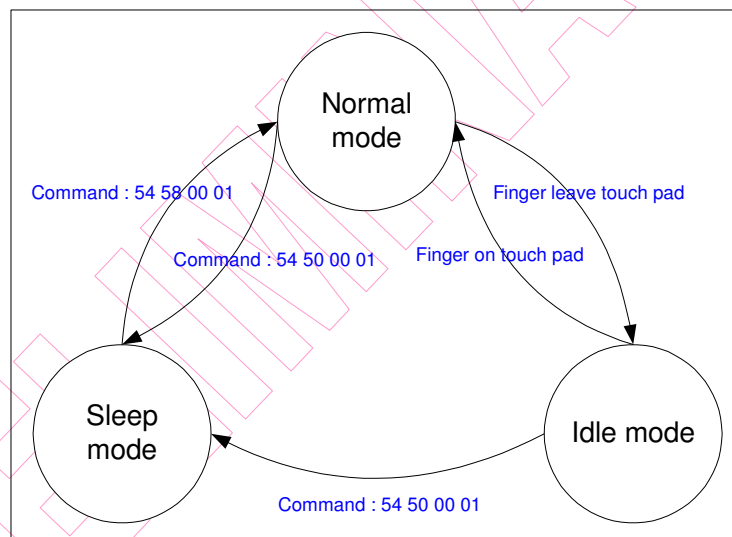 Normal
mode
Command : 54 58 00 01
Finger leave touch pad
Command : 54 50 00 01
Finger on touch pad
Sleep
mode
Idle mode
Command : 54 50 00 01